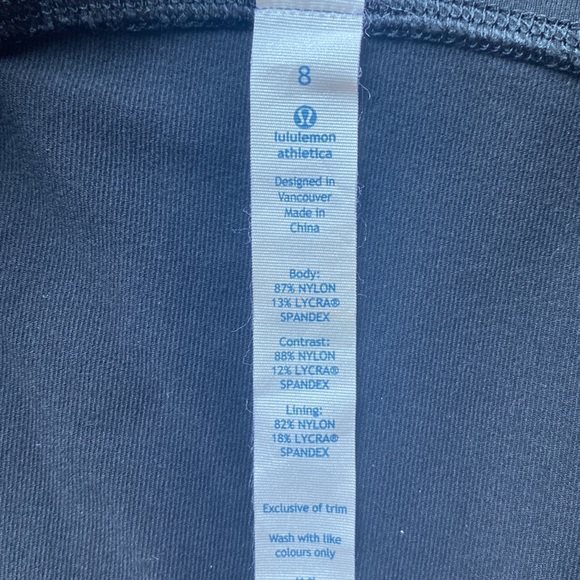 8
lululemon
athletica
Designed in
Vancouver
Made in
China
Body:
87% NYLON
13% LYCRA®
SPANDEX
Contrast:
88% NYLON
12% LYCRA®
SPANDEX
Lining:
82% NYLON
18% LYCRA®
SPANDEX
Exclusive of trim
Wash with like
colours only